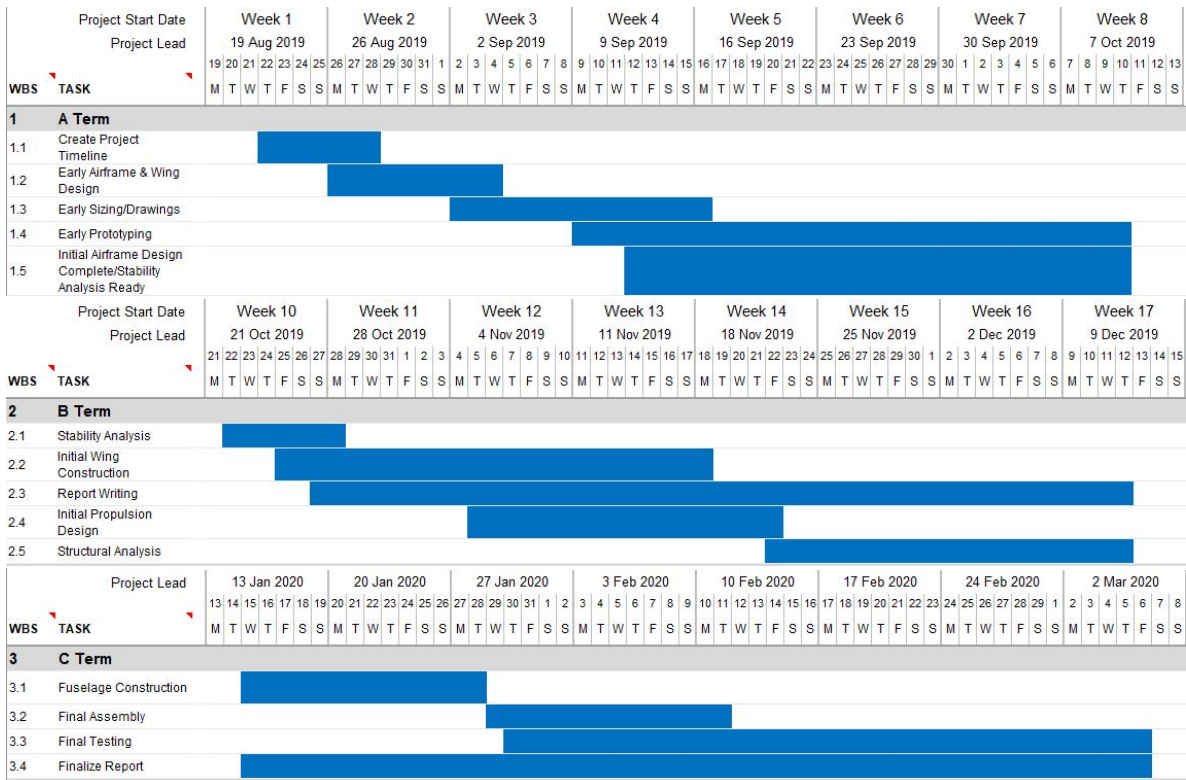 Project Start Date Week 1 Week 2 Week 3 Week 4 Week 5 Week 6 Week 7 Week 8
Project Lead 19 Aug 2019 26 Aug 2019 2 Sep 2019 9 Sep 2019 16 Sep 2019 23 Sep 2019 30 Sep 2019 7 Oct 2019
19 20 21 22 23 24 25 26 27 28 29 30 31 1 2 3 4 5 6 7 8 9 10 11 12 13 14 15 16 17 18 19 20 21 22 23 24 25 26 27 28 29 30 1 2 3 4 5 6 7 8 9 10 11 12 13
WBS TASK M T W T F S S M T W T F S S M T W T F S S M T W T F S S M T W T F S S M T W T F S S M T W T F S S M T W T F S S
1 A Term
1.1 Create Project
Timeline
1.2 Early Airframe & Wing
Design
1.3 Early Sizing/Drawings
1.4 Early Prototyping
1.5 Initial Airframe Design
Complete/Stability
Analysis Ready
Project Start Date Week 10 Week 11 Week 12 Week 13 Week 14 Week 15 Week 16 Week 17
Project Lead 21 Oct 2019 28 Oct 2019 4 Nov 2019 11 Nov 2019 18 Nov 2019 25 Nov 2019 2 Dec 2019 9 Dec 2019
21 22 23 24 25 26 27 28 29 30 31 1 2 3 4 5 6 7 8 9 10 11 12 13 14 15 16 17 18 19 20 21 22 23 24 25 26 27 28 29 30 1 2 3 4 5 6 7 8 9 10 11 12 13 14 15
WBS TASK M T W T F S S M T W T F S S M T W T F S S M T W T F S S M T W T F S S M T W T F S S M T W T F S S M T W T F S S
2 B Term
2.1 Stability Analysis
2.2 Initial Wing
Construction
2.3 Report Writing
2.4 Initial Propulsion
Design
2.5 Structural Analysis
Project Lead 13 Jan 2020 20 Jan 2020 27 Jan 2020 3 Feb 2020 10 Feb 2020 17 Feb 2020 24 Feb 2020 2 Mar 2020
13 14 15 16 17 18 19 20 21 22 23 24 25 26 27 28 29 30 31 1 2 3 4 5 6 7 8 9 10 11 12 13 14 15 16 17 18 19 20 21 22 23 24 25 26 27 28 29 1 2 3 4 5 6 7 8
WBS TASK M T W T F S S M T W T F S S M T W T F S S M T W T F S S M T W T F S S M T W T F S S M T W T F S S M T W T F S S
3 C Term
3.1 Fuselage Construction
3.2 Final Assembly
3.3 Final Testing
3.4 Finalize Report